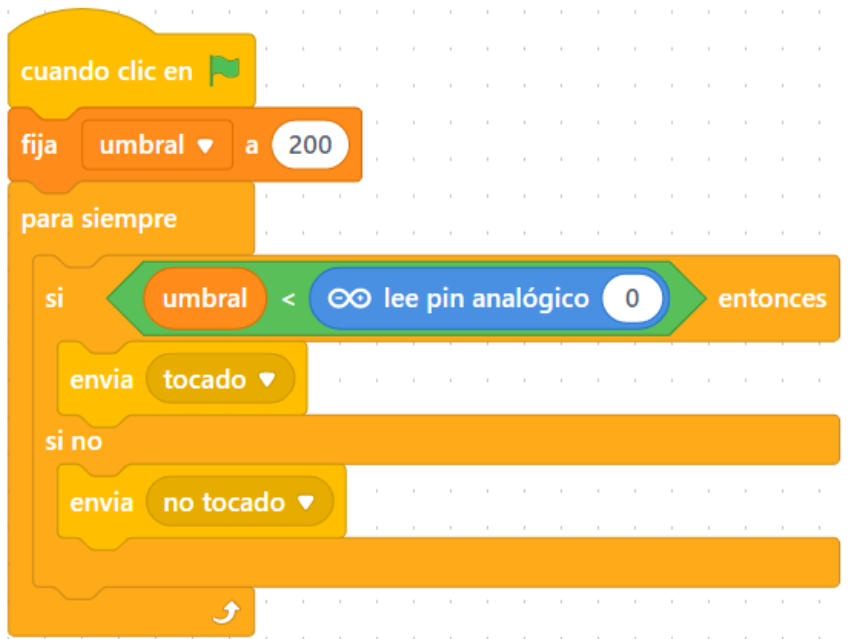 cuando clic en
fija umbral a 200
para siempre
si umbral < lee pin analógico 0 entonces
envia tocado
si no
envia no tocado